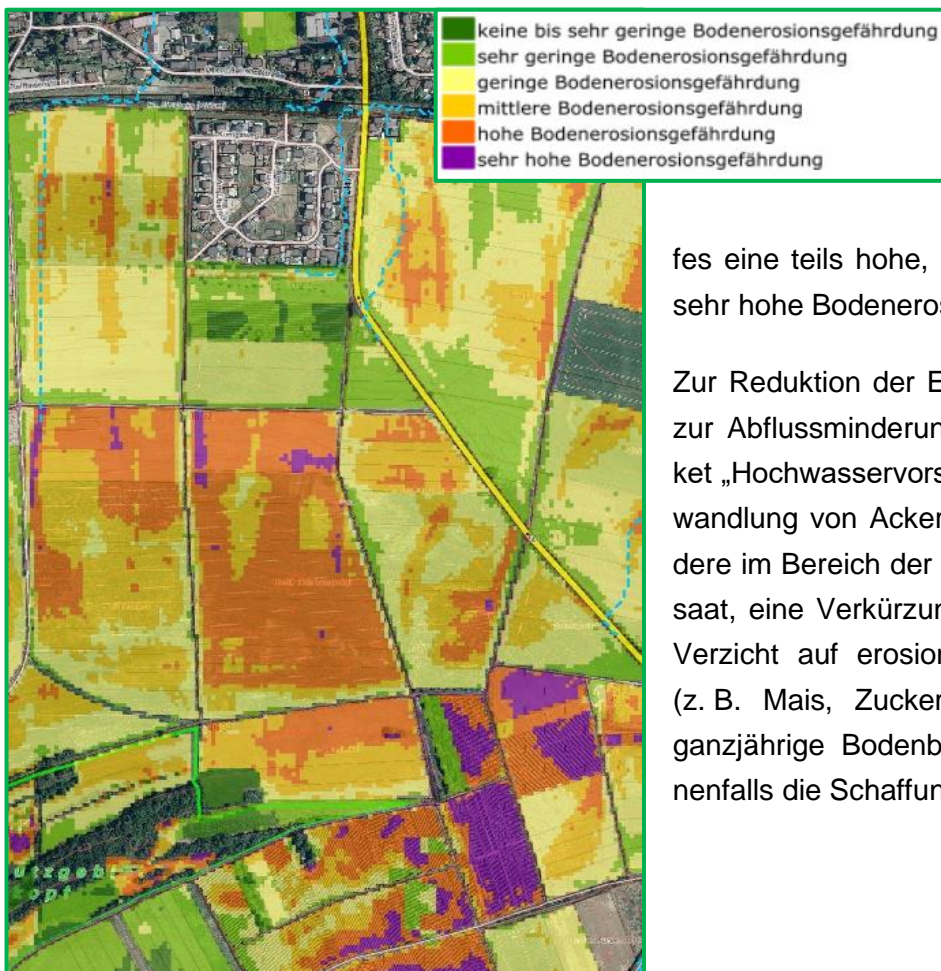 keine bis sehr geringe Bodenerosionsgefährdung
sehr geringe Bodenerosionsgefährdung
geringe Bodenerosionsgefährdung
mittlere Bodenerosionsgefährdung
hohe Bodenerosionsgefährdung
sehr hohe Bodenerosionsgefährdung
fes eine teils hohe,
sehr hohe Bodeneros
Zur Reduktion der E
zur Abflussminderun
ket „Hochwasservors
wandlung von Acker
dere im Bereich der
saat, eine Verkürzun
Verzicht auf erosion
(z. B. Mais, Zucker
ganzjährige Bodenb
nenfalls die Schaffun
utzgebi